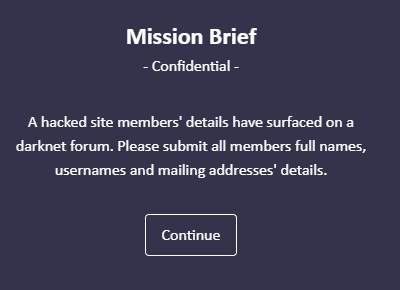 Mission Brief
- Confidential -
A hacked site members' details have surfaced on a
darknet forum. Please submit all members full names,
usernames and mailing addresses' details.
Continue